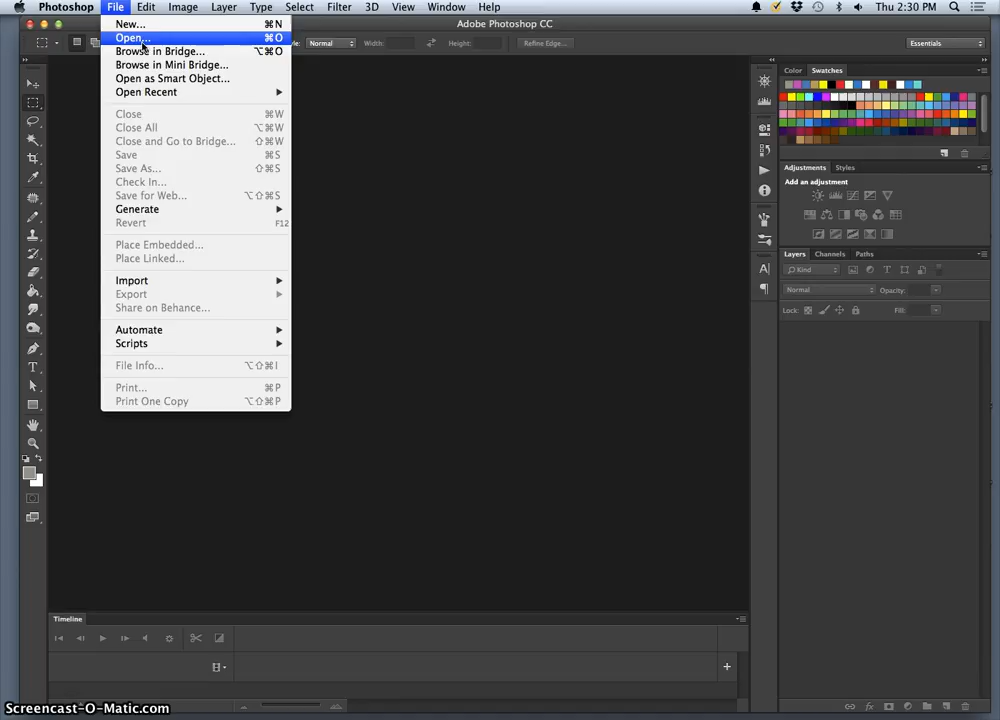 Photoshop File Edit Image Layer Type Select Filter 3D View Window Help Thu 2:30 PM
Adobe Photoshop CC
Normal Width: Height: Refine Edge... Essentials
New... ⌘N
Open... ⌘O
Browse in Bridge... ⌥⌘O
Browse in Mini Bridge...
Open as Smart Object...
Open Recent
Close ⌘W
Close All ⌥⌘W
Close and Go to Bridge... ⇧⌘W
Save ⌘S
Save As... ⇧⌘S
Check In...
Save for Web... ⌥⇧⌘S
Generate
Revert F12
Place Embedded...
Place Linked...
Import
Export
Share on Behance...
Automate
Scripts
File Info... ⌥⇧⌘I
Print... ⌘P
Print One Copy ⌥⇧⌘P
Color Swatches
Adjustments Styles
Add an adjustment
Layers Channels Paths
Kind
Normal Opacity:
Lock: Fill:
Timeline
Screencast-O-Matic.com